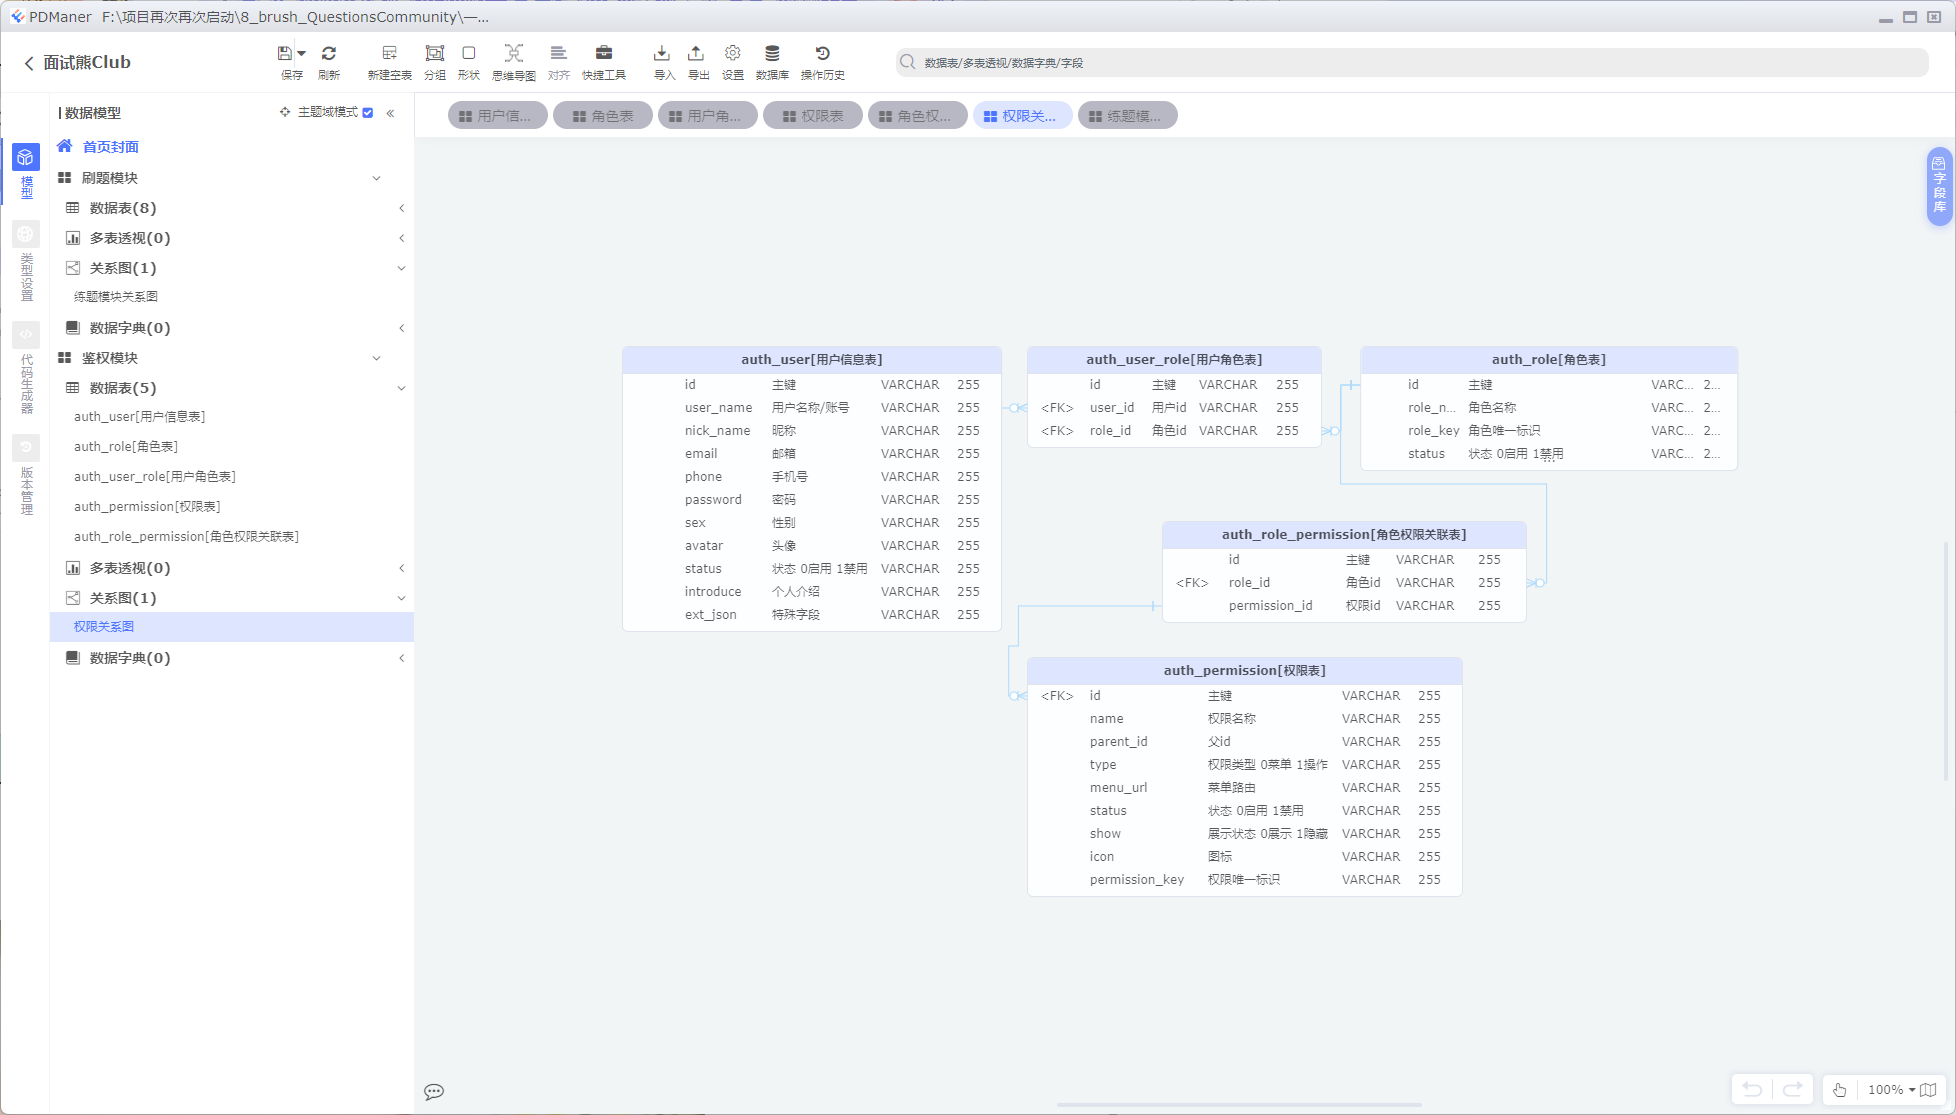 PDManer F:\项目再次再次启动\8_brush_QuestionsCommunity\—...
面试熊Club
保存
刷新
新建空表
分组
形状
思维导图
对齐
快捷工具
导入
导出
设置
数据库
操作历史
数据表/多表透视/数据字典/字段
模型
类型设置
代码生成器
版本管理
数据模型
主题域模式
首页封面
刷题模块
数据表(8)
多表透视(0)
关系图(1)
练题模块关系图
数据字典(0)
鉴权模块
数据表(5)
auth_user[用户信息表]
auth_role[角色表]
auth_user_role[用户角色表]
auth_permission[权限表]
auth_role_permission[角色权限关联表]
多表透视(0)
关系图(1)
权限关系图
数据字典(0)
用户信...
角色表
用户角...
权限表
角色权...
权限关...
练题模...
字段库
auth_user[用户信息表]
id 主键 VARCHAR 255
user_name 用户名称/账号 VARCHAR 255
nick_name 昵称 VARCHAR 255
email 邮箱 VARCHAR 255
phone 手机号 VARCHAR 255
password 密码 VARCHAR 255
sex 性别 VARCHAR 255
avatar 头像 VARCHAR 255
status 状态 0启用 1禁用 VARCHAR 255
introduce 个人介绍 VARCHAR 255
ext_json 特殊字段 VARCHAR 255
auth_user_role[用户角色表]
id 主键 VARCHAR 255
<FK> user_id 用户id VARCHAR 255
<FK> role_id 角色id VARCHAR 255
auth_role[角色表]
id 主键 VARC... 2...
role_n... 角色名称 VARC... 2...
role_key 角色唯一标识 VARC... 2...
status 状态 0启用 1禁用 VARC... 2...
auth_role_permission[角色权限关联表]
id 主键 VARCHAR 255
<FK> role_id 角色id VARCHAR 255
permission_id 权限id VARCHAR 255
auth_permission[权限表]
<FK> id 主键 VARCHAR 255
name 权限名称 VARCHAR 255
parent_id 父id VARCHAR 255
type 权限类型 0菜单 1操作 VARCHAR 255
menu_url 菜单路由 VARCHAR 255
status 状态 0启用 1禁用 VARCHAR 255
show 展示状态 0展示 1隐藏 VARCHAR 255
icon 图标 VARCHAR 255
permission_key 权限唯一标识 VARCHAR 255
100%